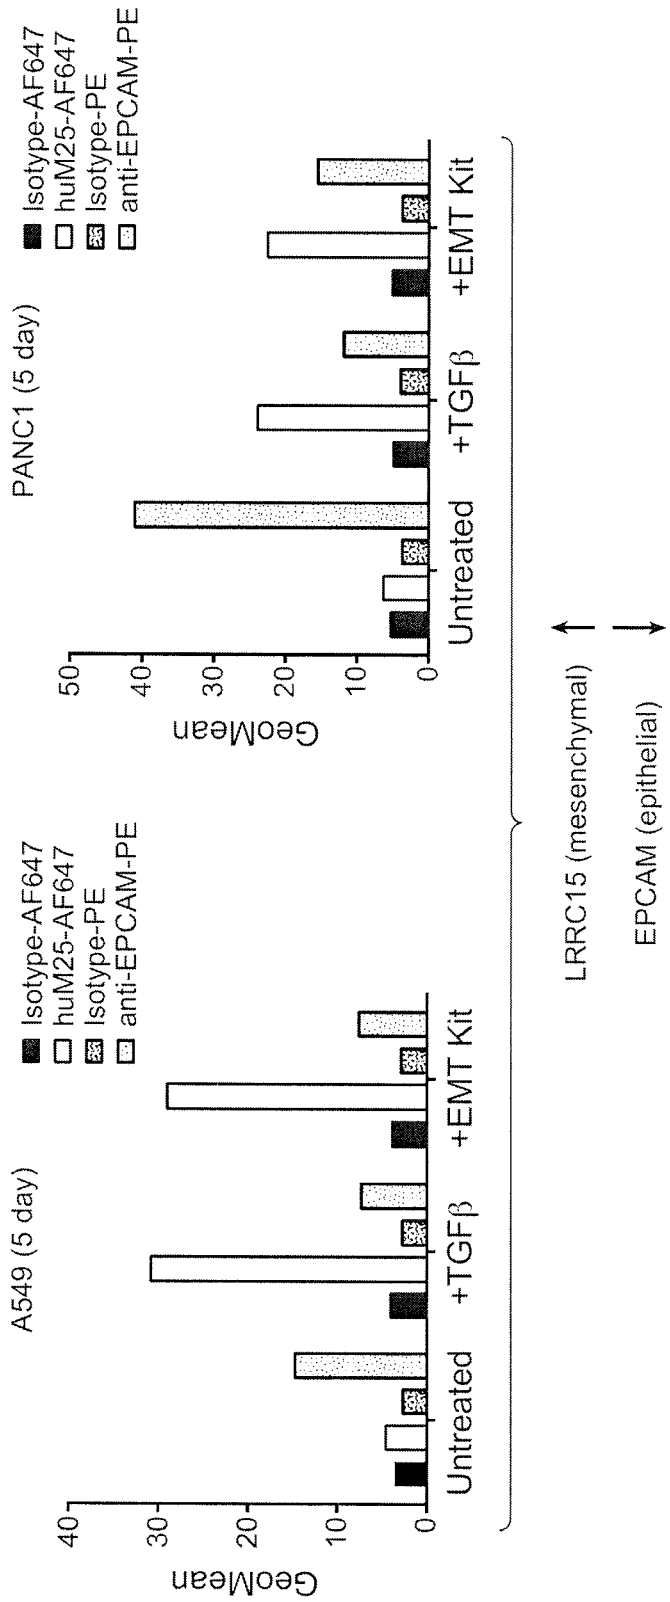 A549 (5 day)
Isotype-AF647
huM25-AF647
Isotype-PE
anti-EPCAM-PE
GeoMean
40
30
20
10
0
Untreated
+TGFβ
+EMT Kit
PANC1 (5 day)
Isotype-AF647
huM25-AF647
Isotype-PE
anti-EPCAM-PE
GeoMean
50
40
30
20
10
0
Untreated
+TGFβ
+EMT Kit
LRRC15 (mesenchymal)
EPCAM (epithelial)